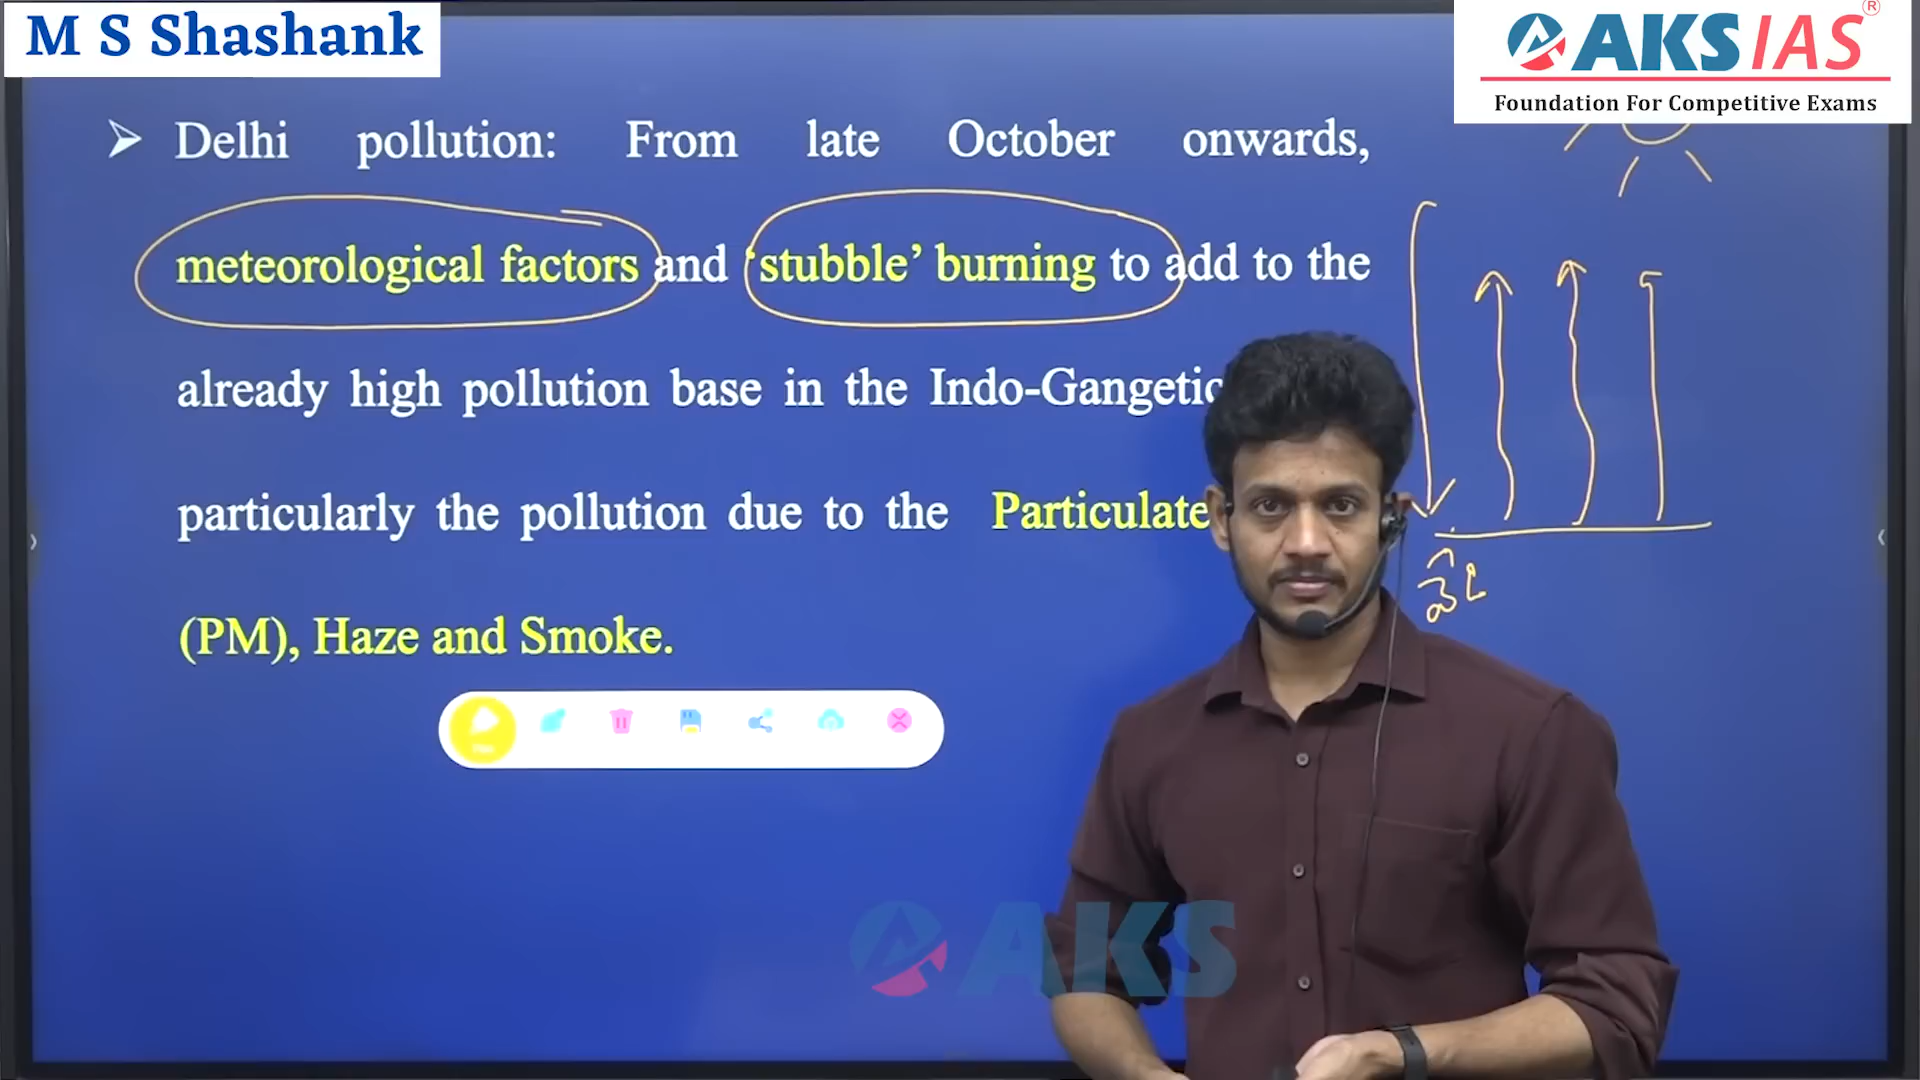 M S Shashank
AKS IAS®
Foundation For Competitive Exams
Delhi pollution: From late October onwards,
meteorological factors and ‘stubble’ burning to add to the
already high pollution base in the Indo-Gangetic
particularly the pollution due to the Particulate
(PM), Haze and Smoke.
AKS